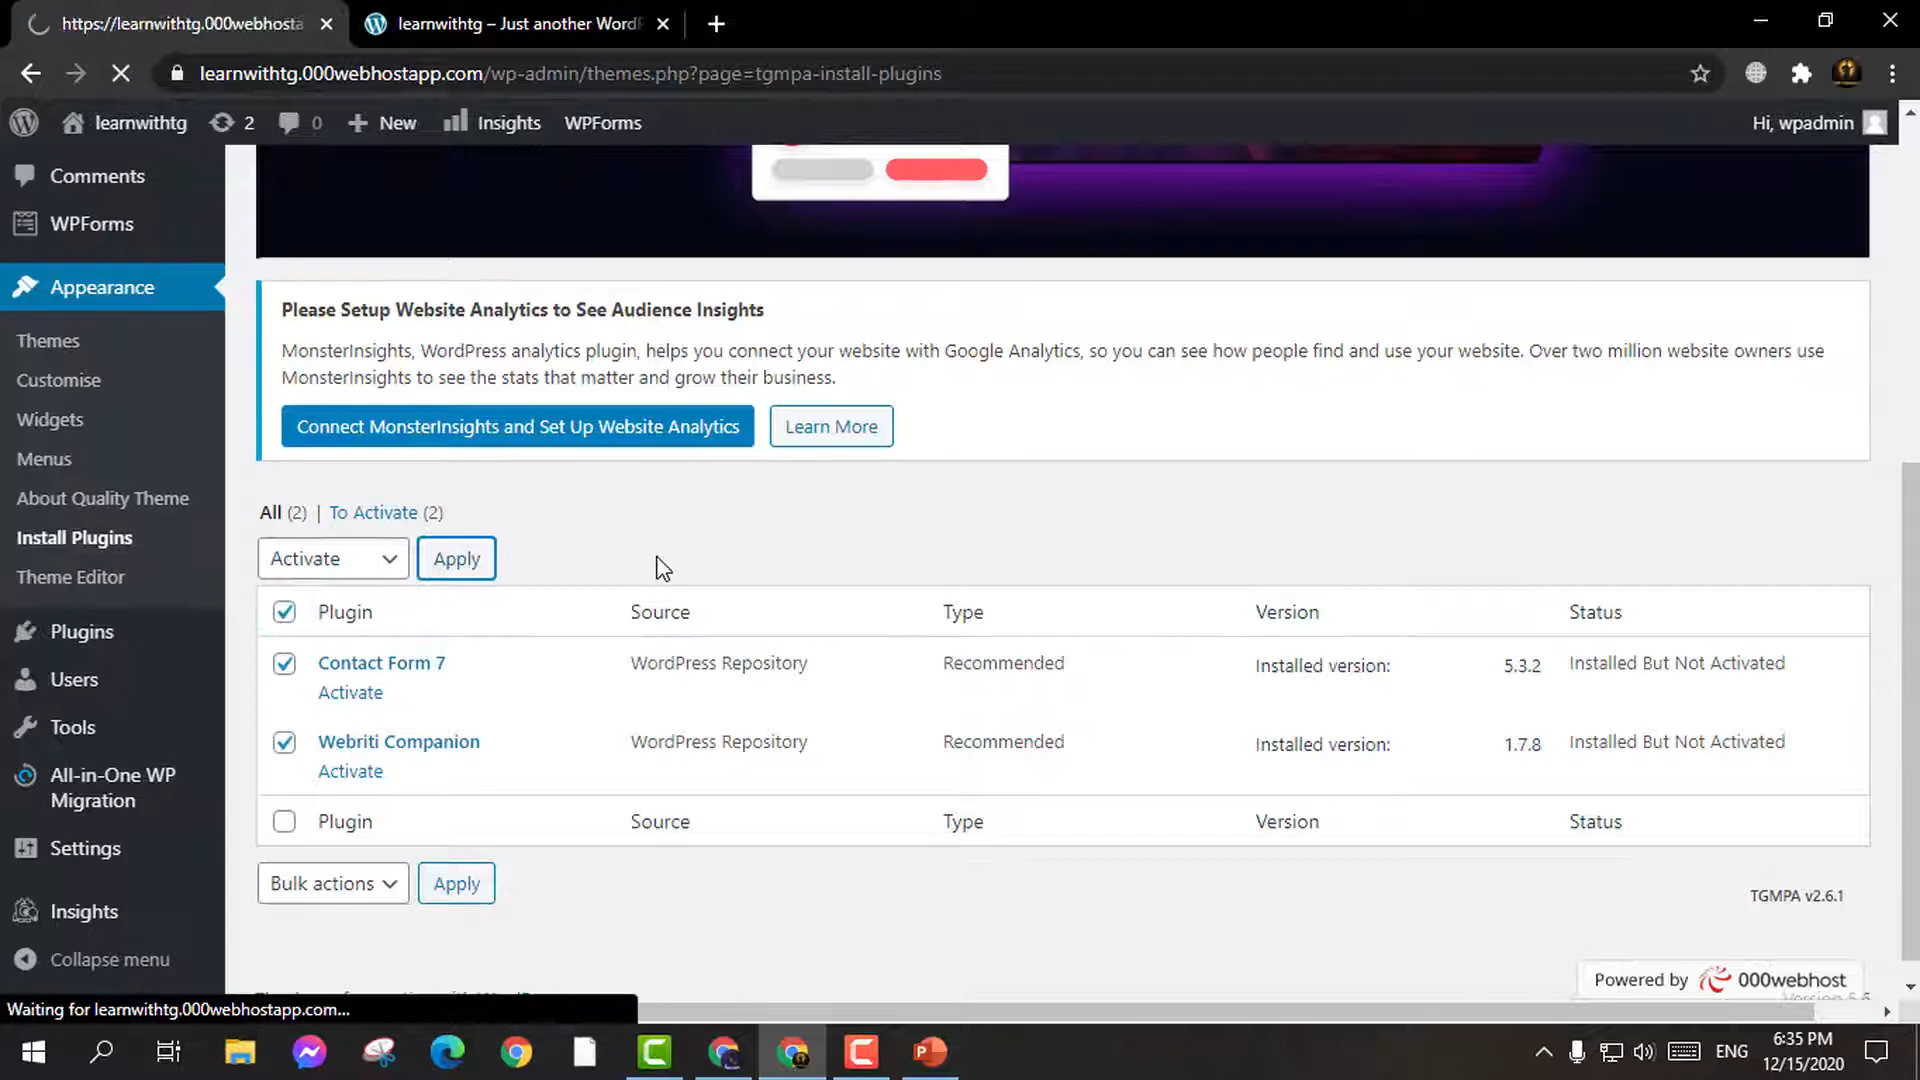 https://learnwithtg.000webhosta
learnwithtg – Just another WordP
learnwithtg.000webhostapp.com/wp-admin/themes.php?page=tgmpa-install-plugins
learnwithtg 2 0 New Insights WPForms Hi, wpadmin
Comments
WPForms
Appearance
Themes
Customise
Widgets
Menus
About Quality Theme
Install Plugins
Theme Editor
Plugins
Users
Tools
All-in-One WP
Migration
Settings
Insights
Collapse menu
Please Setup Website Analytics to See Audience Insights
MonsterInsights, WordPress analytics plugin, helps you connect your website with Google Analytics, so you can see how people find and use your website. Over two million website owners use
MonsterInsights to see the stats that matter and grow their business.
Connect MonsterInsights and Set Up Website Analytics Learn More
All (2) | To Activate (2)
Activate Apply
Plugin Source Type Version Status
Contact Form 7 WordPress Repository Recommended Installed version: 5.3.2 Installed But Not Activated
Activate
Webriti Companion WordPress Repository Recommended Installed version: 1.7.8 Installed But Not Activated
Activate
Plugin Source Type Version Status
Bulk actions Apply
TGMPA v2.6.1
Powered by 000webhost
Waiting for learnwithtg.000webhostapp.com...
ENG
6:35 PM
12/15/2020